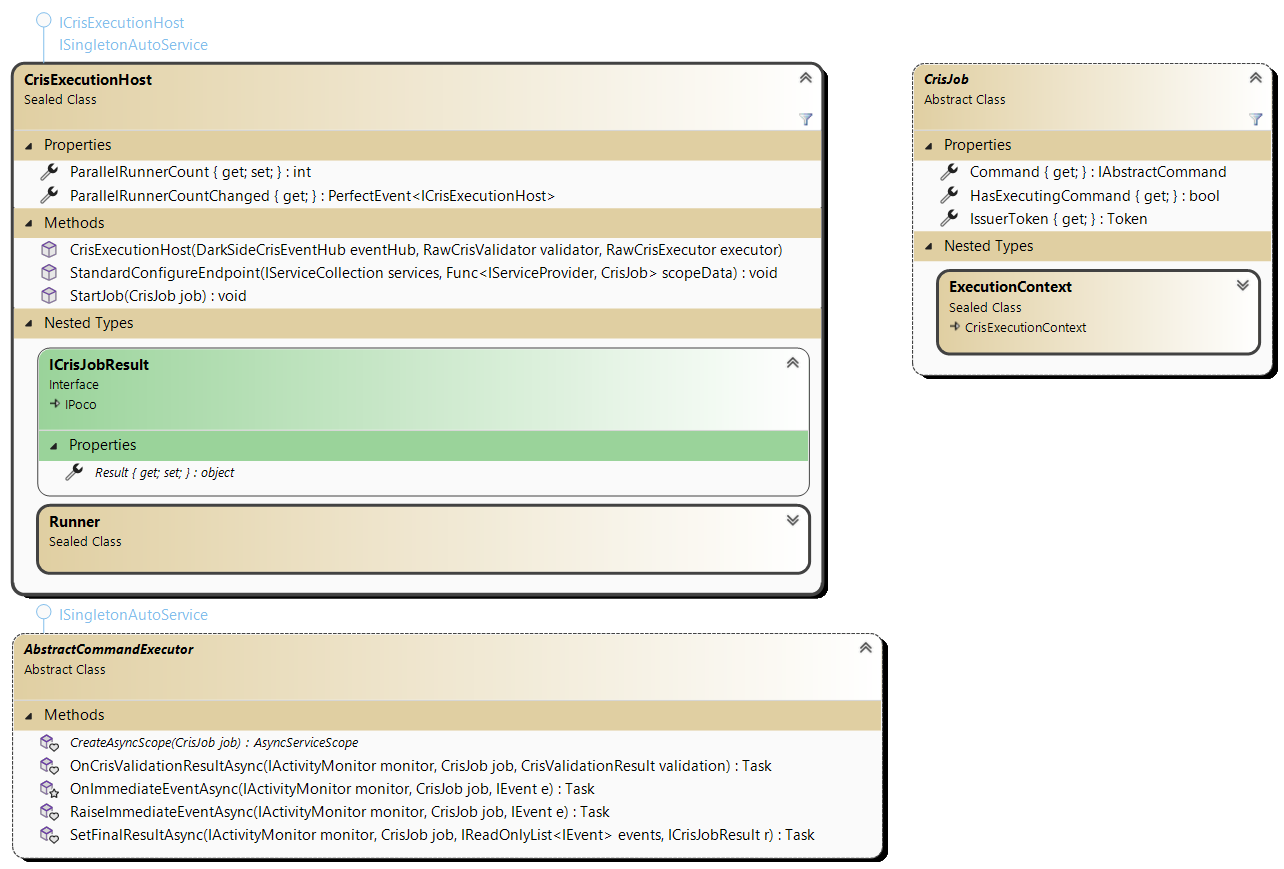 ICrisExecutionHost
ISingletonAutoService
CrisExecutionHost
Sealed Class
Properties
ParallelRunnerCount { get; set; } : int
ParallelRunnerCountChanged { get; } : PerfectEvent<ICrisExecutionHost>
Methods
CrisExecutionHost(DarkSideCrisEventHub eventHub, RawCrisValidator validator, RawCrisExecutor executor)
StandardConfigureEndpoint(IServiceCollection services, Func<IServiceProvider, CrisJob> scopeData) : void
StartJob(CrisJob job) : void
Nested Types
ICrisJobResult
Interface
IPoco
Properties
Result { get; set; } : object
Runner
Sealed Class
CrisJob
Abstract Class
Properties
Command { get; } : IAbstractCommand
HasExecutingCommand { get; } : bool
IssuerToken { get; } : Token
Nested Types
ExecutionContext
Sealed Class
CrisExecutionContext
ISingletonAutoService
AbstractCommandExecutor
Abstract Class
Methods
CreateAsyncScope(CrisJob job) : AsyncServiceScope
OnCrisValidationResultAsync(IActivityMonitor monitor, CrisJob job, CrisValidationResult validation) : Task
OnImmediateEventAsync(IActivityMonitor monitor, CrisJob job, IEvent e) : Task
RaiseImmediateEventAsync(IActivityMonitor monitor, CrisJob job, IEvent e) : Task
SetFinalResultAsync(IActivityMonitor monitor, CrisJob job, IReadOnlyList<IEvent> events, ICrisJobResult r) : Task